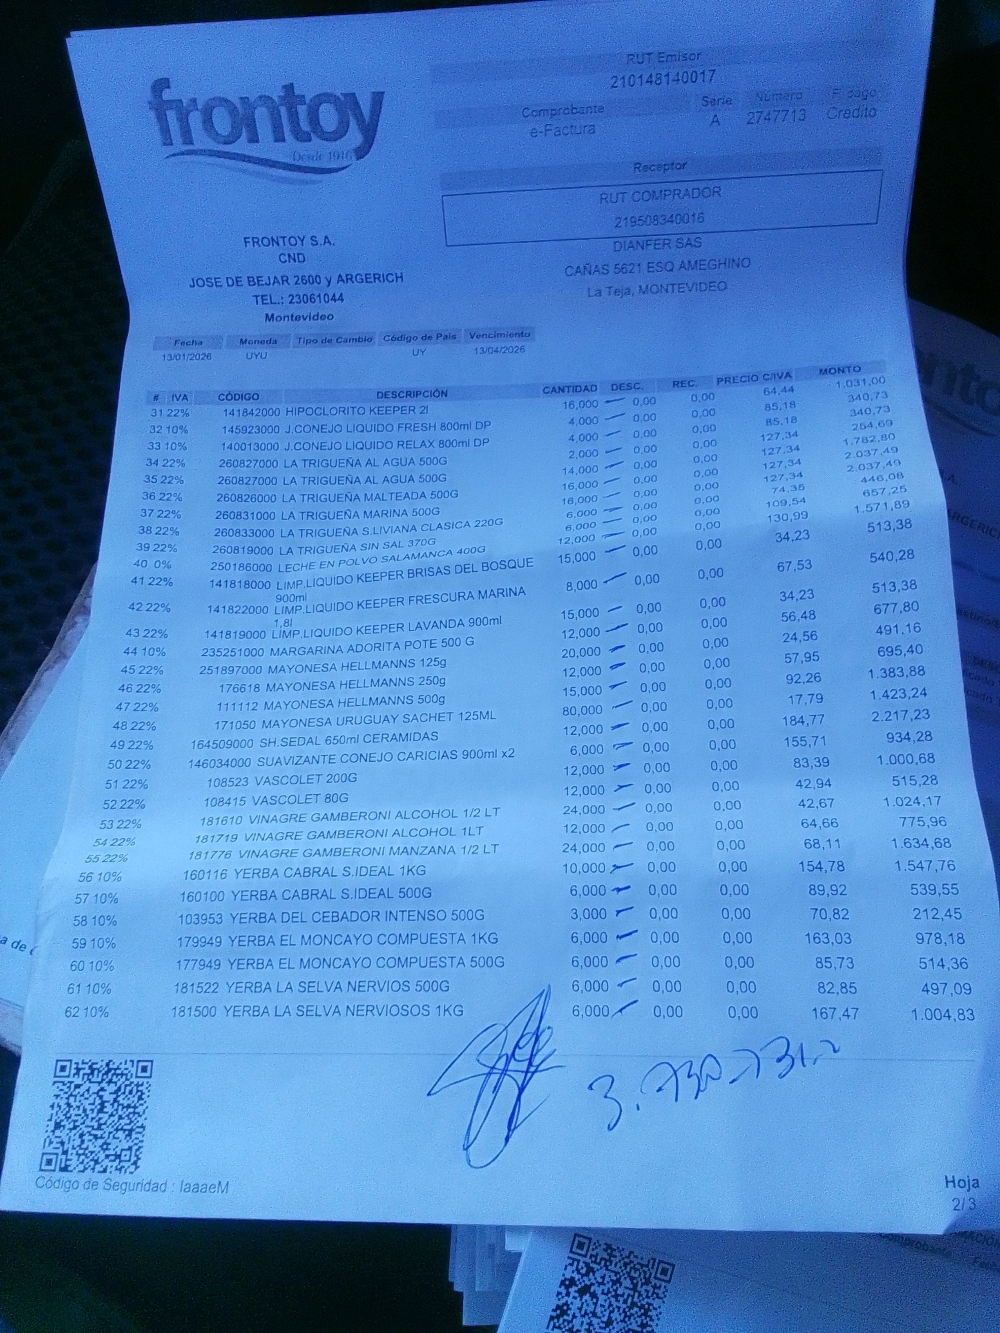 frontoy
Desde 1916
RUT Emisor
210148140017
Comprobante Serie Número F. pago
e-Factura A 2747713 Credito
Receptor
RUT COMPRADOR
219508340016
DIANFER SAS
CAÑAS 5621 ESQ AMEGHINO
La Teja, MONTEVIDEO
FRONTOY S.A.
CND
JOSE DE BEJAR 2600 y ARGERICH
TEL.: 23061044
Montevideo
Fecha Moneda Tipo de Cambio Código de País Vencimiento
13/01/2026 UYU UY 13/04/2026
# IVA CÓDIGO DESCRIPCIÓN CANTIDAD DESC. REC. PRECIO C/IVA MONTO
31 22% 141842000 HIPOCLORITO KEEPER 2l 16,000 0,00 0,00 64,44 1.031,00
32 10% 145923000 J.CONEJO LIQUIDO FRESH 800ml DP 4,000 0,00 0,00 85,18 340,73
33 10% 140013000 J.CONEJO LIQUIDO RELAX 800ml DP 4,000 0,00 0,00 85,18 340,73
34 22% 260827000 LA TRIGUEÑA AL AGUA 500G 2,000 0,00 0,00 127,34 254,69
35 22% 260827000 LA TRIGUEÑA AL AGUA 500G 14,000 0,00 0,00 127,34 1.782,80
36 22% 260826000 LA TRIGUEÑA MALTEADA 500G 16,000 0,00 0,00 127,34 2.037,49
37 22% 260831000 LA TRIGUEÑA MARINA 500G 16,000 0,00 0,00 127,34 2.037,49
38 22% 260833000 LA TRIGUEÑA S.LIVIANA CLASICA 220G 6,000 0,00 0,00 74,35 446,08
39 22% 260819000 LA TRIGUEÑA SIN SAL 370G 6,000 0,00 0,00 109,54 657,25
40 0% 250186000 LECHE EN POLVO SALAMANCA 400G 12,000 0,00 0,00 130,99 1.571,89
41 22% 141818000 LIMP.LIQUIDO KEEPER BRISAS DEL BOSQUE 15,000 0,00 0,00 34,23 513,38
900ml
42 22% 141822000 LIMP.LIQUIDO KEEPER FRESCURA MARINA 8,000 0,00 0,00 67,53 540,28
1,8l
43 22% 141819000 LIMP.LIQUIDO KEEPER LAVANDA 900ml 15,000 0,00 0,00 34,23 513,38
44 10% 235251000 MARGARINA ADORITA POTE 500 G 12,000 0,00 0,00 56,48 677,80
45 22% 251897000 MAYONESA HELLMANNS 125g 20,000 0,00 0,00 24,56 491,16
46 22% 176618 MAYONESA HELLMANNS 250g 12,000 0,00 0,00 57,95 695,40
47 22% 111112 MAYONESA HELLMANNS 500g 15,000 0,00 0,00 92,26 1.383,88
48 22% 171050 MAYONESA URUGUAY SACHET 125ML 80,000 0,00 0,00 17,79 1.423,24
49 22% 164509000 SH.SEDAL 650ml CERAMIDAS 12,000 0,00 0,00 184,77 2.217,23
50 22% 146034000 SUAVIZANTE CONEJO CARICIAS 900ml x2 6,000 0,00 0,00 155,71 934,28
51 22% 108523 VASCOLET 200G 12,000 0,00 0,00 83,39 1.000,68
52 22% 108415 VASCOLET 80G 12,000 0,00 0,00 42,94 515,28
53 22% 181610 VINAGRE GAMBERONI ALCOHOL 1/2 LT 24,000 0,00 0,00 42,67 1.024,17
54 22% 181719 VINAGRE GAMBERONI ALCOHOL 1LT 12,000 0,00 0,00 64,66 775,96
55 22% 181776 VINAGRE GAMBERONI MANZANA 1/2 LT 24,000 0,00 0,00 68,11 1.634,68
56 10% 160116 YERBA CABRAL S.IDEAL 1KG 10,000 0,00 0,00 154,78 1.547,76
57 10% 160100 YERBA CABRAL S.IDEAL 500G 6,000 0,00 0,00 89,92 539,55
58 10% 103953 YERBA DEL CEBADOR INTENSO 500G 3,000 0,00 0,00 70,82 212,45
59 10% 179949 YERBA EL MONCAYO COMPUESTA 1KG 6,000 0,00 0,00 163,03 978,18
60 10% 177949 YERBA EL MONCAYO COMPUESTA 500G 6,000 0,00 0,00 85,73 514,36
61 10% 181522 YERBA LA SELVA NERVIOS 500G 6,000 0,00 0,00 82,85 497,09
62 10% 181500 YERBA LA SELVA NERVIOSOS 1KG 6,000 0,00 0,00 167,47 1.004,83
Código de Seguridad : IaaaeM
Hoja
2/3